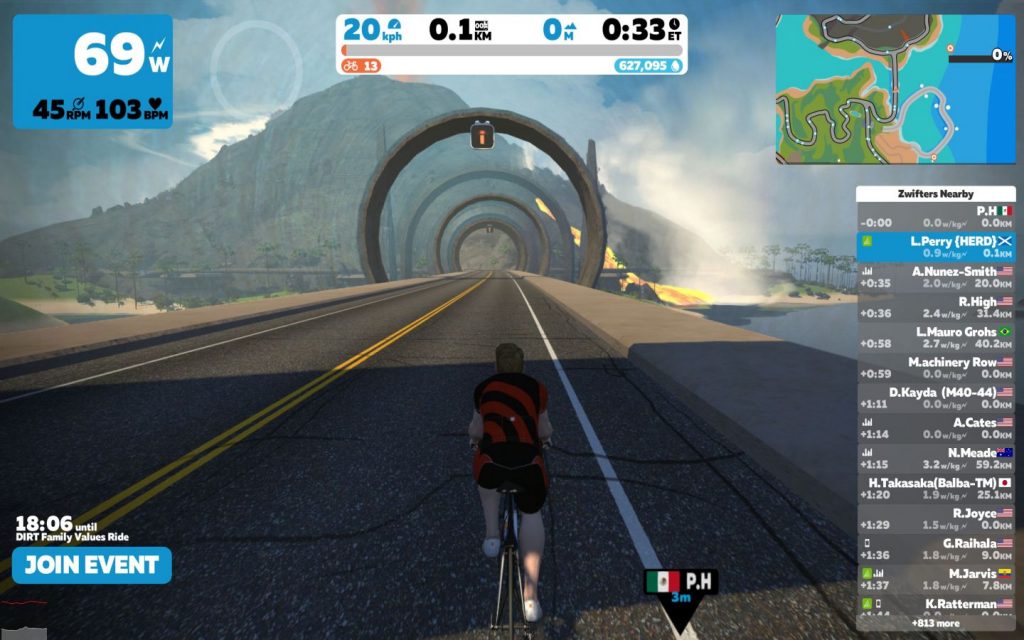 69 W
45 RPM 103 BPM
20 kph 0.1 KM 0 M 0:33 ET
13 627,095
0%
Zwifters Nearby
P.H
-0:00 0.0w/kg 0.0KM
L.Perry {HERD}
0.9w/kg 0.1KM
A.Nunez-Smith
+0:35 2.0w/kg 20.0KM
R.High
+0:36 2.4w/kg 31.4KM
L.Mauro Grohs
+0:58 2.7w/kg 40.2KM
M.achinery Row
+0:59 0.0w/kg 0.0KM
D.Kayda (M40-44)
+1:11 0.0w/kg 0.0KM
A.Cates
+1:14 0.0w/kg 0.0KM
N.Meade
+1:15 3.2w/kg 59.2KM
H.Takasaka(Balba-TM)
+1:20 1.9w/kg 25.1KM
R.Joyce
+1:29 1.5w/kg 0.0KM
G.Raihala
+1:36 1.8w/kg 9.0KM
M.Jarvis
+1:37 1.8w/kg 7.8KM
K.Ratterman
+813 more
18:06 until
DIRT Family Values Ride
JOIN EVENT
P.H
3m